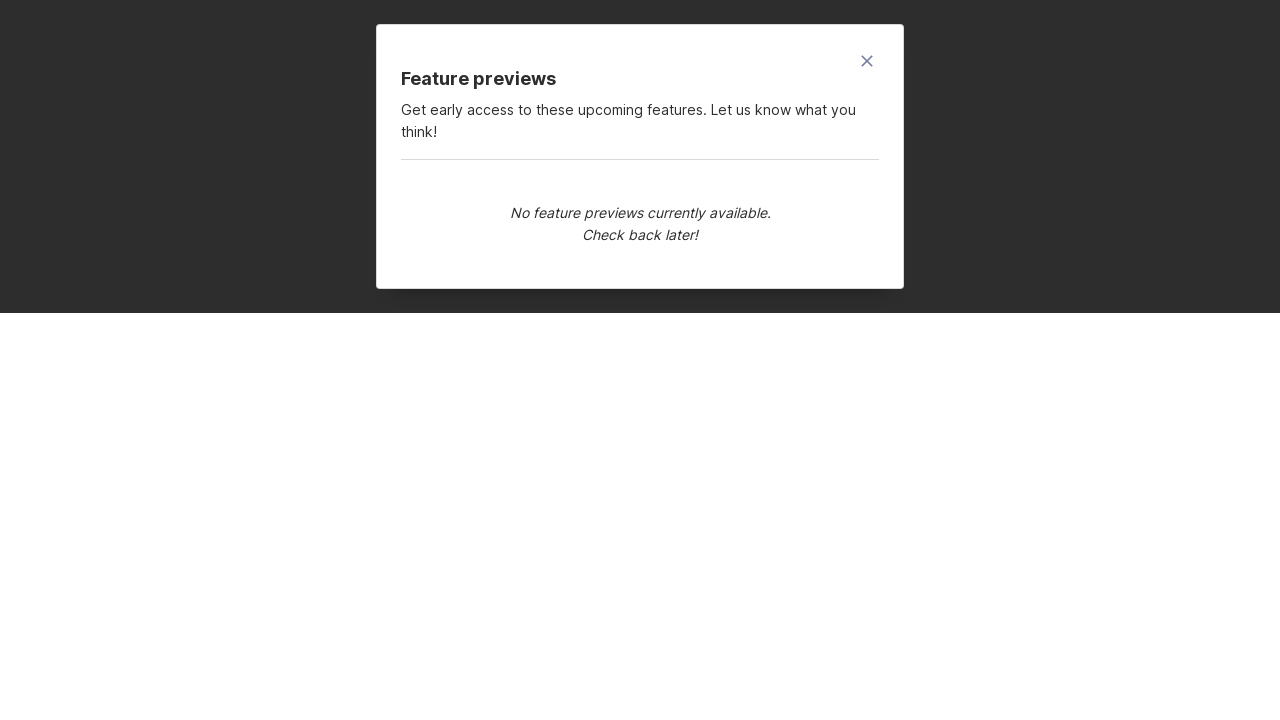 Feature previews
Get early access to these upcoming features. Let us know what you
think!
No feature previews currently available.
Check back later!